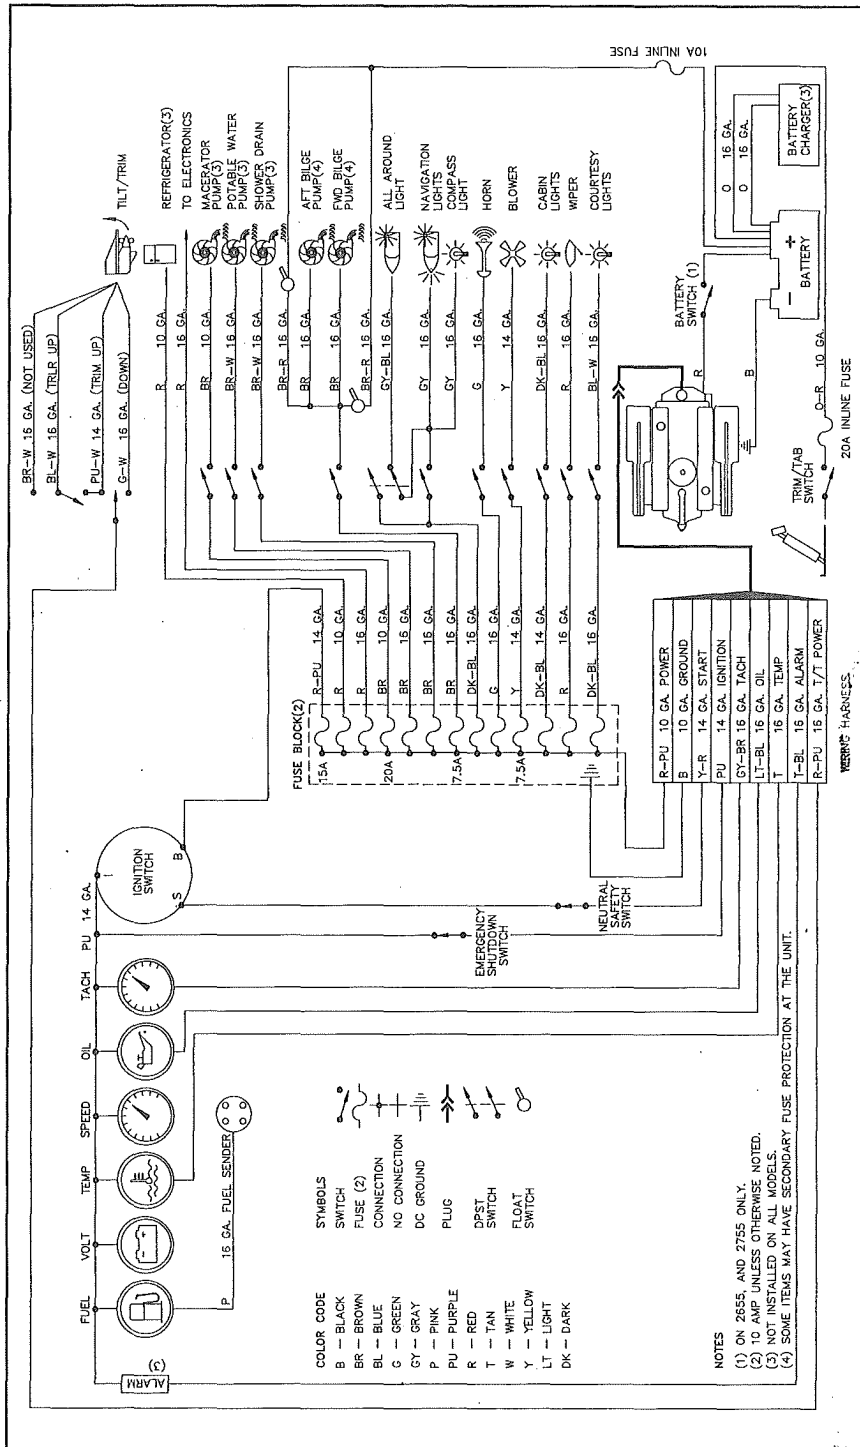 ALARM
(3)
FUEL
VOLT
TEMP
SPEED
OIL
TACH
PU 14 GA.
P
16 GA. FUEL SENDER
IGNITION
SWITCH
I
S
B
BR-W 16 GA. (NOT USED)
BL-W 16 GA. (TRLR UP)
PU-W 14 GA. (TRIM UP)
G-W 16 GA. (DOWN)
TILT/TRIM
COLOR CODE
B – BLACK
BR – BROWN
BL – BLUE
G – GREEN
GY – GRAY
P – PINK
PU – PURPLE
R – RED
T – TAN
W – WHITE
Y – YELLOW
LT – LIGHT
DK – DARK
SYMBOLS
SWITCH
FUSE (2)
CONNECTION
NO CONNECTION
DC GROUND
PLUG
DPST
SWITCH
FLOAT
SWITCH
EMERGENCY
SHUTDOWN
SWITCH
NEUTRAL
SAFETY
SWITCH
FUSE BLOCK(2)
15A
20A
7.5A
7.5A
R-PU 14 GA.
R 10 GA.
R 16 GA.
BR 10 GA.
BR 16 GA.
BR 16 GA.
BR 16 GA.
DK-BL 16 GA.
G 16 GA.
Y 14 GA.
DK-BL 14 GA.
R 16 GA.
DK-BL 16 GA.
R 10 GA.
R 16 GA.
BR 10 GA.
BR-W 16 GA.
BR-W 16 GA.
BR-R 16 GA.
BR 16 GA.
BR 16 GA.
BR-R 16 GA.
GY-BL 16 GA.
GY 16 GA.
GY 16 GA.
G 16 GA.
Y 14 GA.
DK-BL 16 GA.
R 16 GA.
BL-W 16 GA.
REFRIGERATOR(3)
TO ELECTRONICS
MACERATOR
PUMP(3)
POTABLE WATER
PUMP(3)
SHOWER DRAIN
PUMP(3)
AFT BILGE
PUMP(4)
FWD BILGE
PUMP(4)
ALL AROUND
LIGHT
NAVIGATION
LIGHTS
COMPASS
LIGHT
HORN
BLOWER
CABIN
LIGHTS
WIPER
COURTESY
LIGHTS
10A INLINE FUSE
R-PU 10 GA. POWER
B 10 GA. GROUND
Y-R 14 GA. START
PU 14 GA. IGNITION
GY-BR 16 GA. TACH
LT-BL 16 GA. OIL
T 16 GA. TEMP
T-BL 16 GA. ALARM
R-PU 16 GA. T/T POWER
WIRING HARNESS
R
B
BATTERY
SWITCH (1)
- +
BATTERY
O 16 GA.
O 16 GA.
BATTERY
CHARGER(3)
TRIM/TAB
SWITCH
O-R 10 GA.
20A INLINE FUSE
NOTES
(1) ON 2655, AND 2755 ONLY.
(2) 10 AMP UNLESS OTHERWISE NOTED.
(3) NOT INSTALLED ON ALL MODELS.
(4) SOME ITEMS MAY HAVE SECONDARY FUSE PROTECTION AT THE UNIT.